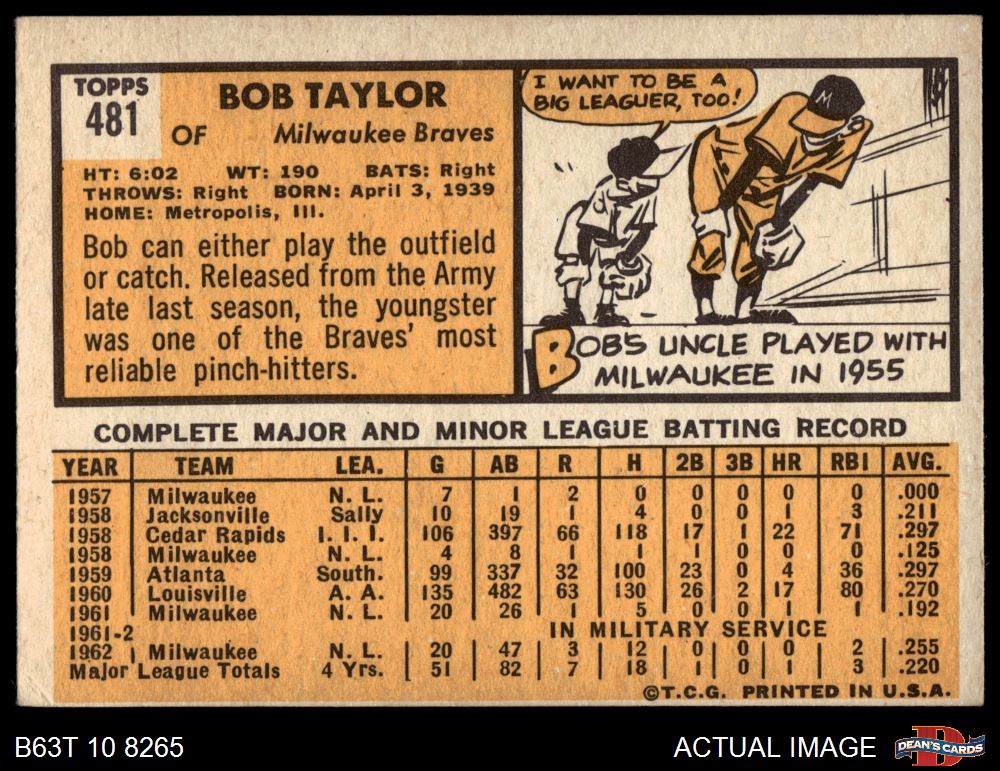 TOPPS
481
BOB TAYLOR
OF Milwaukee Braves
HT: 6:02 WT: 190 BATS: Right
THROWS: Right BORN: April 3, 1939
HOME: Metropolis, Ill.
Bob can either play the outfield
or catch. Released from the Army
late last season, the youngster
was one of the Braves' most
reliable pinch-hitters.
I WANT TO BE A
BIG LEAGUER, TOO!
M
BOB'S UNCLE PLAYED WITH
MILWAUKEE IN 1955
COMPLETE MAJOR AND MINOR LEAGUE BATTING RECORD
YEAR TEAM LEA. G AB R H 2B 3B HR RBI AVG.
1957 Milwaukee N. L. 7 1 2 0 0 0 0 0 .000
1958 Jacksonville Sally 10 19 1 4 0 0 1 3 .211
1958 Cedar Rapids I. I. I. 106 397 66 118 17 1 22 71 .297
1958 Milwaukee N. L. 4 8 1 1 1 0 0 0 .125
1959 Atlanta South. 99 337 32 100 23 0 4 36 .297
1960 Louisville A. A. 135 482 63 130 26 2 17 80 .270
1961 Milwaukee N. L. 20 26 1 5 0 0 1 1 .192
1961-2 IN MILITARY SERVICE
1962 Milwaukee N. L. 20 47 3 12 0 0 0 2 .255
Major League Totals 4 Yrs. 51 82 7 18 1 0 1 3 .220
©T.C.G. PRINTED IN U.S.A.
B63T 10 8265
ACTUAL IMAGE
D
DEAN'S CARDS